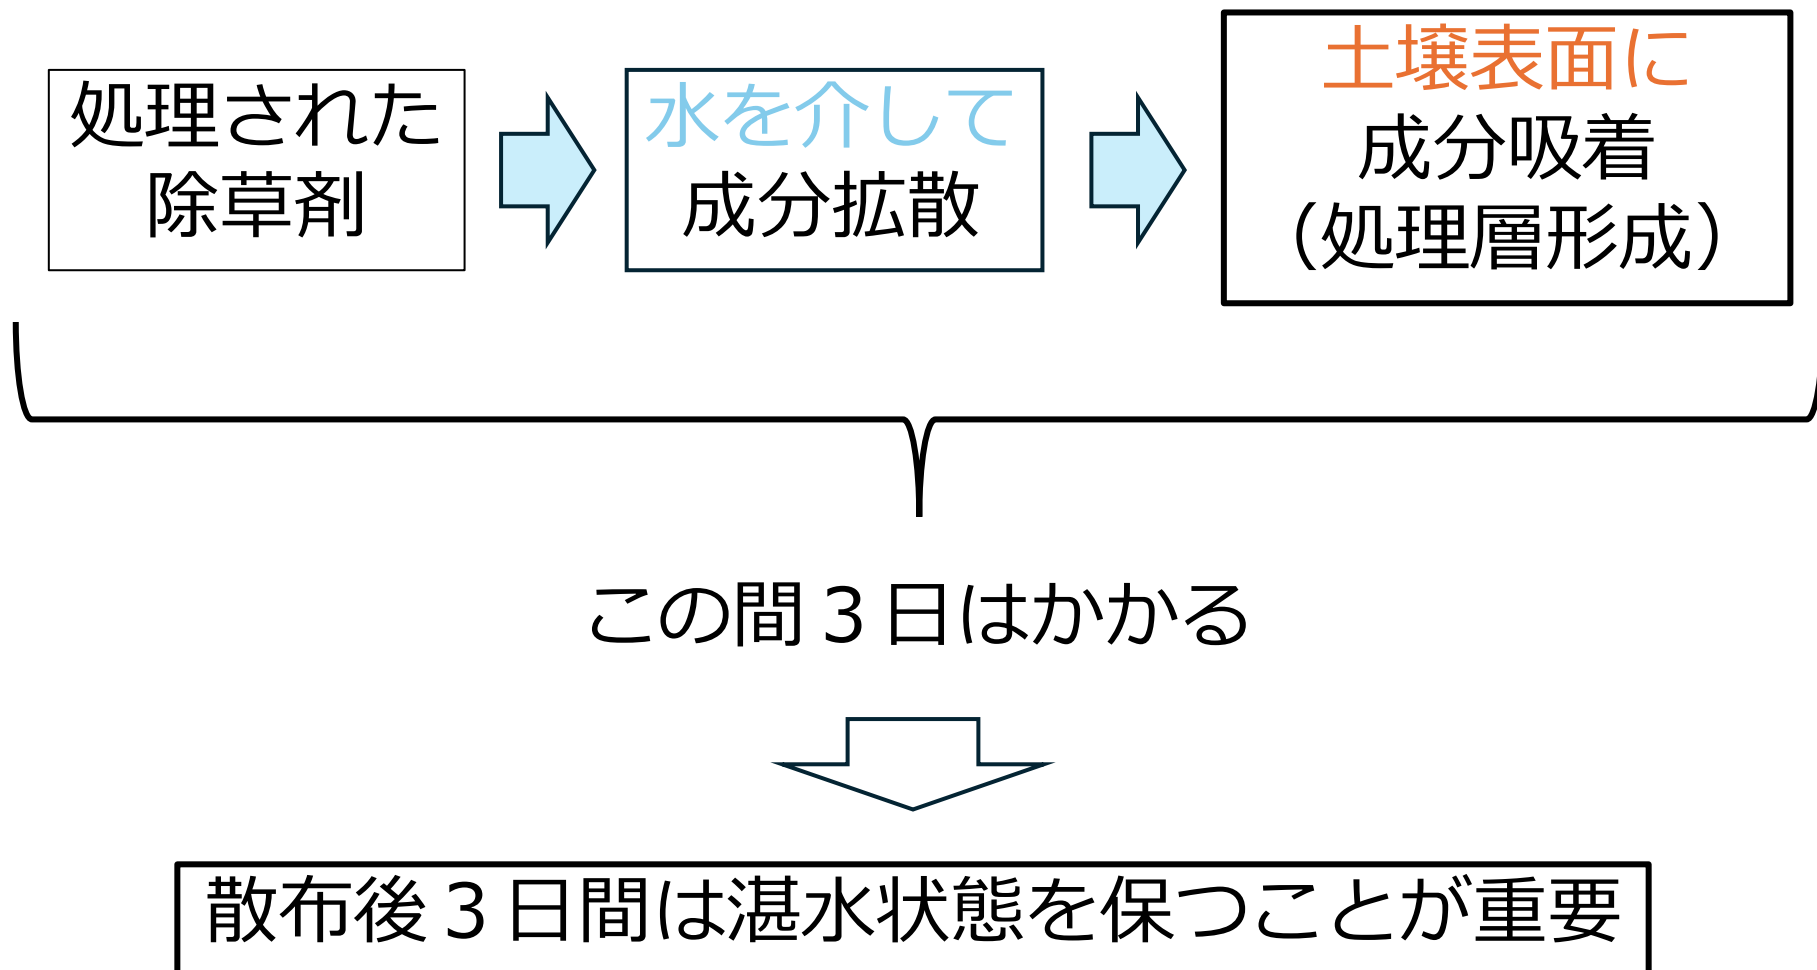 処理された
除草剤
水を介して
成分拡散
土壌表面に
成分吸着
（処理層形成）
この間３日はかかる
散布後３日間は湛水状態を保つことが重要